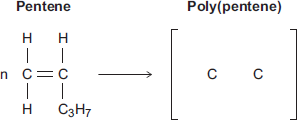 Pentene Poly(pentene)
H H
n C = C C C
H C₃H₇